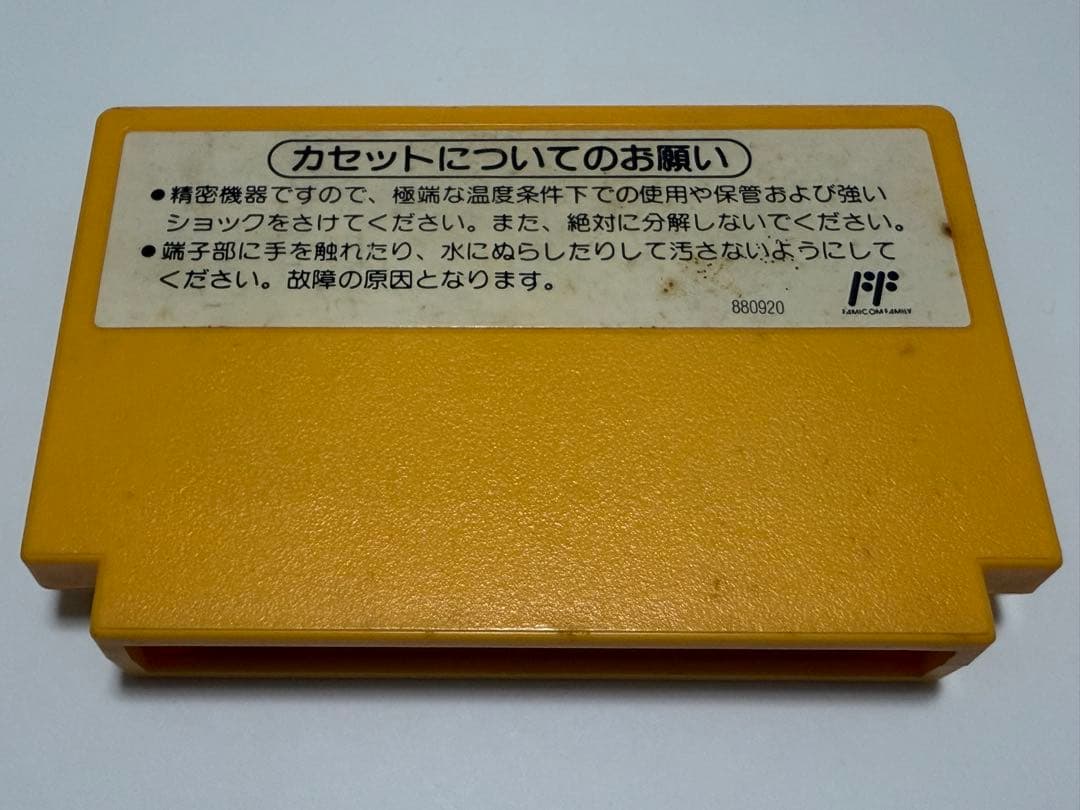 カセットについてのお願い
●精密機器ですので、極端な温度条件下での使用や保管および強い
ショックをさけてください。また、絶対に分解しないでください。
●端子部に手を触れたり、水にぬらしたりして汚さないようにして
ください。故障の原因となります。
880920
FF
FAMICOM FAMILY